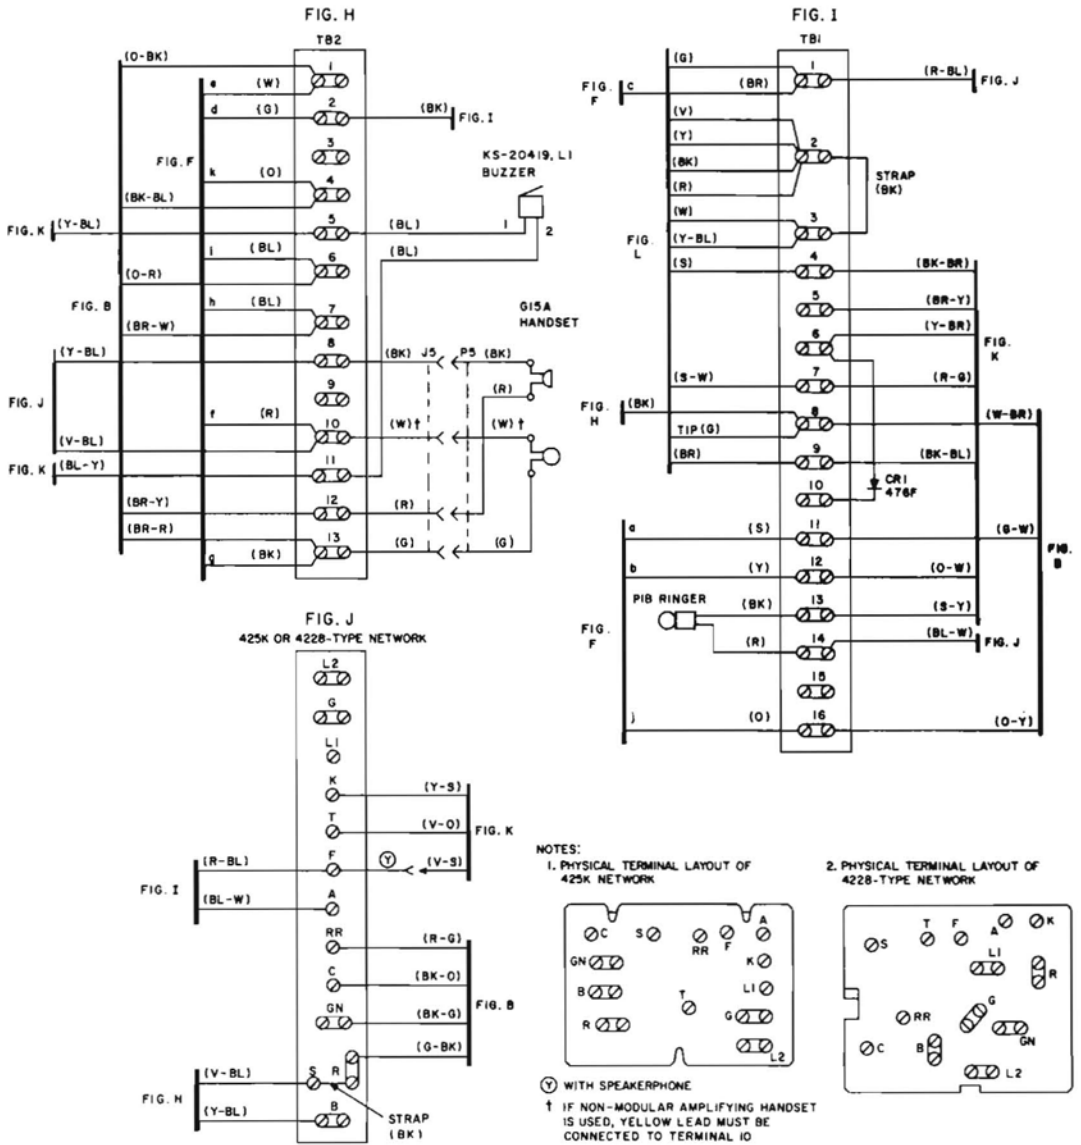 FIG. H
TB2
(O-BK)
1
e (W)
d (G)
2
(BK)
FIG. I
3
FIG. F
KS-20419, L1
BUZZER
k (O)
4
(BK-BL)
FIG. K
(Y-BL)
5
(BL)
1
2
(BL)
i (BL)
6
(O-R)
FIG. B
h (BL)
7
G15A
HANDSET
(BR-W)
8
(Y-BL)
(BK)
J5
P5
(BK)
9
(R)
FIG. J
f (R)
10
(W)†
(W)†
(V-BL)
FIG. K
(BL-Y)
11
12
(BR-Y)
(R)
(BR-R)
13
g (BK)
(G)
(G)
FIG. I
TB1
(G)
1
(R-BL)
FIG. J
FIG. F
c
(BR)
(V)
(Y)
2
(BK)
STRAP
(BK)
(R)
(W)
3
FIG. L
(Y-BL)
(S)
4
(BK-BR)
5
(BR-Y)
6
(Y-BR)
FIG. K
(S-W)
7
(R-G)
FIG. H
(BK)
8
(W-BR)
TIP(G)
(BR)
9
(BK-BL)
10
CR1
476F
a (S)
11
(G-W)
FIG. B
b (Y)
12
(O-W)
P1B RINGER
(BK)
13
(S-Y)
FIG. F
(R)
14
(BL-W)
FIG. J
15
j (O)
16
(O-Y)
FIG. J
425K OR 4228-TYPE NETWORK
L2
G
L1
K
(Y-S)
T
(V-O)
FIG. K
(R-BL)
F
Y
(V-S)
FIG. I
(BL-W)
A
RR
(R-G)
C
(BK-O)
FIG. B
GN
(BK-G)
(G-BK)
(V-BL)
S R
FIG. H
(Y-BL)
B
STRAP
(BK)
NOTES:
1. PHYSICAL TERMINAL LAYOUT OF
425K NETWORK
C S RR F A
GN
K
B
L1
R
T
G
L2
2. PHYSICAL TERMINAL LAYOUT OF
4228-TYPE NETWORK
S T F A K
L1
R
RR
G
GN
C
B
L2
Y WITH SPEAKERPHONE
† IF NON-MODULAR AMPLIFYING HANDSET
IS USED, YELLOW LEAD MUST BE
CONNECTED TO TERMINAL 10